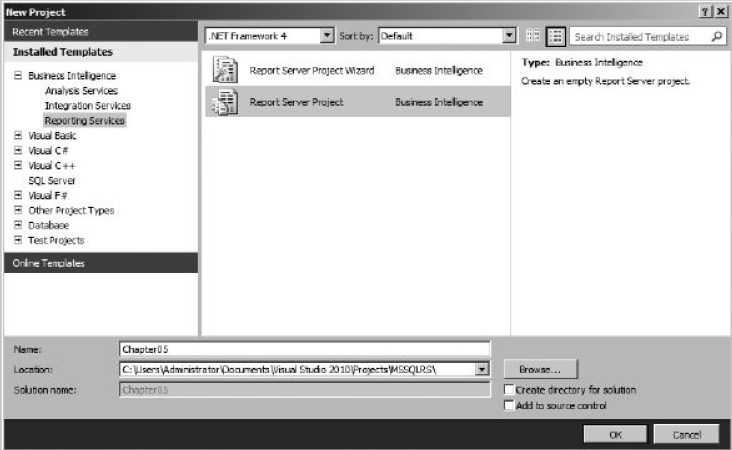 New Project
Recent Templates
Installed Templates
Business Intelligence
Analysis Services
Integration Services
Reporting Services
Visual Basic
Visual C#
Visual C++
SQL Server
Visual F#
Other Project Types
Database
Test Projects
Online Templates
.NET Framework 4
Sort by: Default
Search Installed Templates
Report Server Project Wizard Business Intelligence
Report Server Project Business Intelligence
Type: Business Intelligence
Create an empty Report Server project.
Name: Chapter05
Location: C:\Users\Administrator\Documents\Visual Studio 2010\Projects\MSSQLRS\
Browse...
Solution name: Chapter05
Create directory for solution
Add to source control
OK Cancel